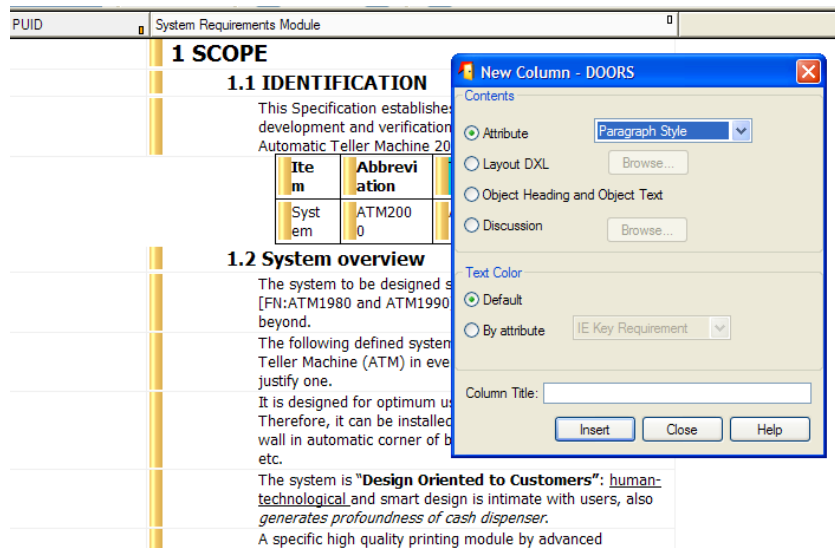 PUID
System Requirements Module
1 SCOPE
1.1 IDENTIFICATION
This Specification establishe
development and verification
Automatic Teller Machine 20
Ite
m
Abbrevi
ation
Syst
em
ATM200
0
1.2 System overview
The system to be designed s
[FN:ATM1980 and ATM1990
beyond.
The following defined system
Teller Machine (ATM) in eve
justify one.
It is designed for optimum u
Therefore, it can be installed
wall in automatic corner of b
etc.
The system is “Design Oriented to Customers”: human-
technological and smart design is intimate with users, also
generates profoundness of cash dispenser.
A specific high quality printing module by advanced
New Column - DOORS
Contents
Attribute
Paragraph Style
Layout DXL
Browse...
Object Heading and Object Text
Discussion
Browse...
Text Color
Default
By attribute
IE Key Requirement
Column Title:
Insert
Close
Help